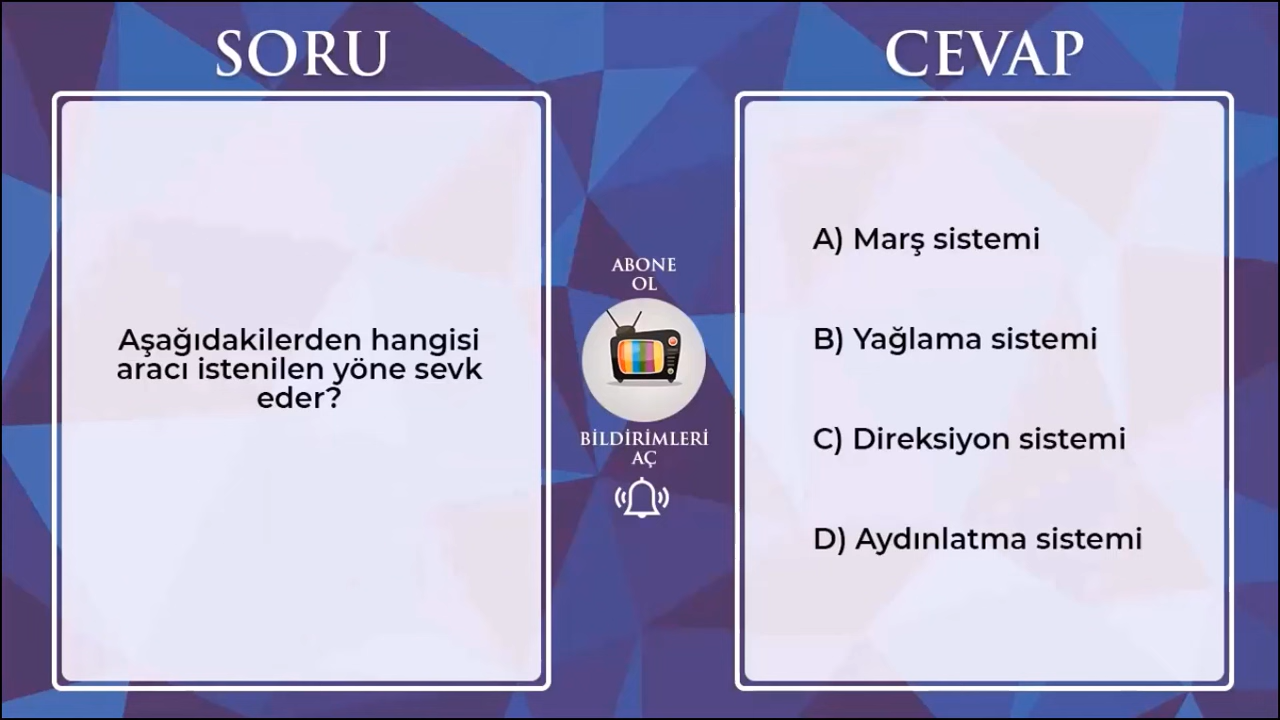 SORU
Aşağıdakilerden hangisi
aracı istenilen yöne sevk
eder?
ABONE
OL
BİLDİRİMLERİ
AÇ
CEVAP
A) Marş sistemi
B) Yağlama sistemi
C) Direksiyon sistemi
D) Aydınlatma sistemi